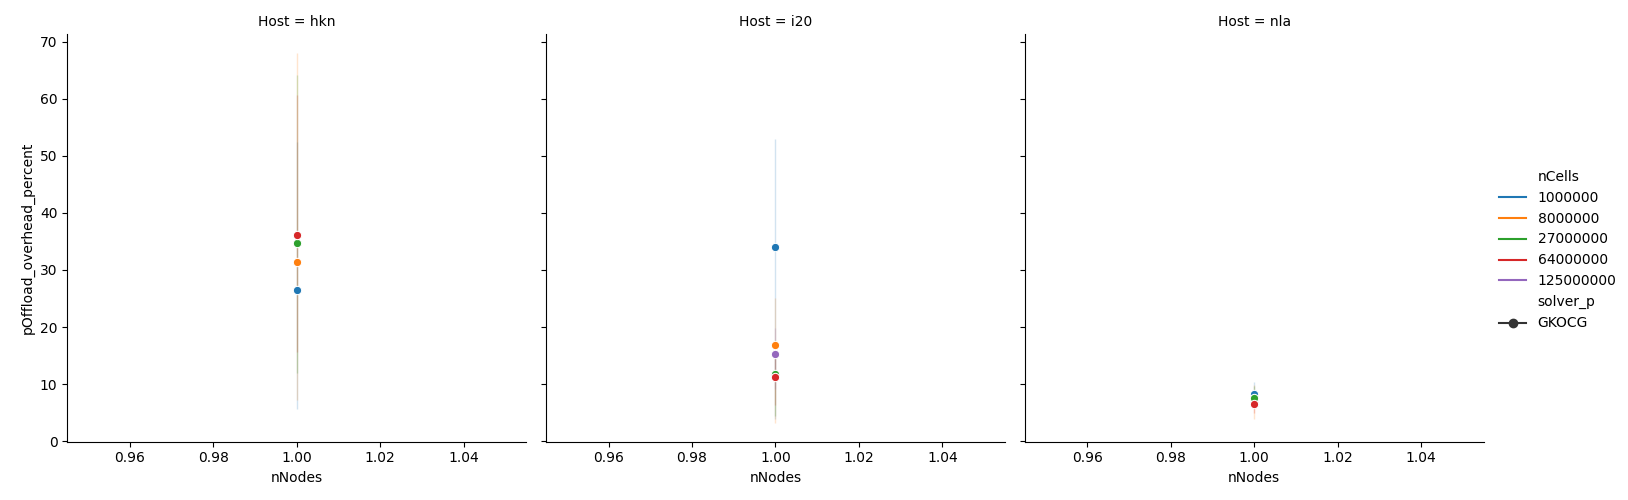 Host = hkn
Host = i20
Host = nla
pOffload_overhead_percent
70
60
50
40
30
20
10
0
0.96 0.98 1.00 1.02 1.04
nNodes
0.96 0.98 1.00 1.02 1.04
nNodes
0.96 0.98 1.00 1.02 1.04
nNodes
nCells
1000000
8000000
27000000
64000000
125000000
solver_p
GKOCG